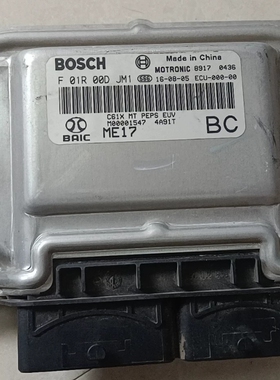 Made in China
BOSCH MOTRONIC 8917 0436
F 01R 00D JM1 16-08-05 ECU-000-00
C61X MT PEPS EUV
M00001547 4A91T
BAIC ME17 BC